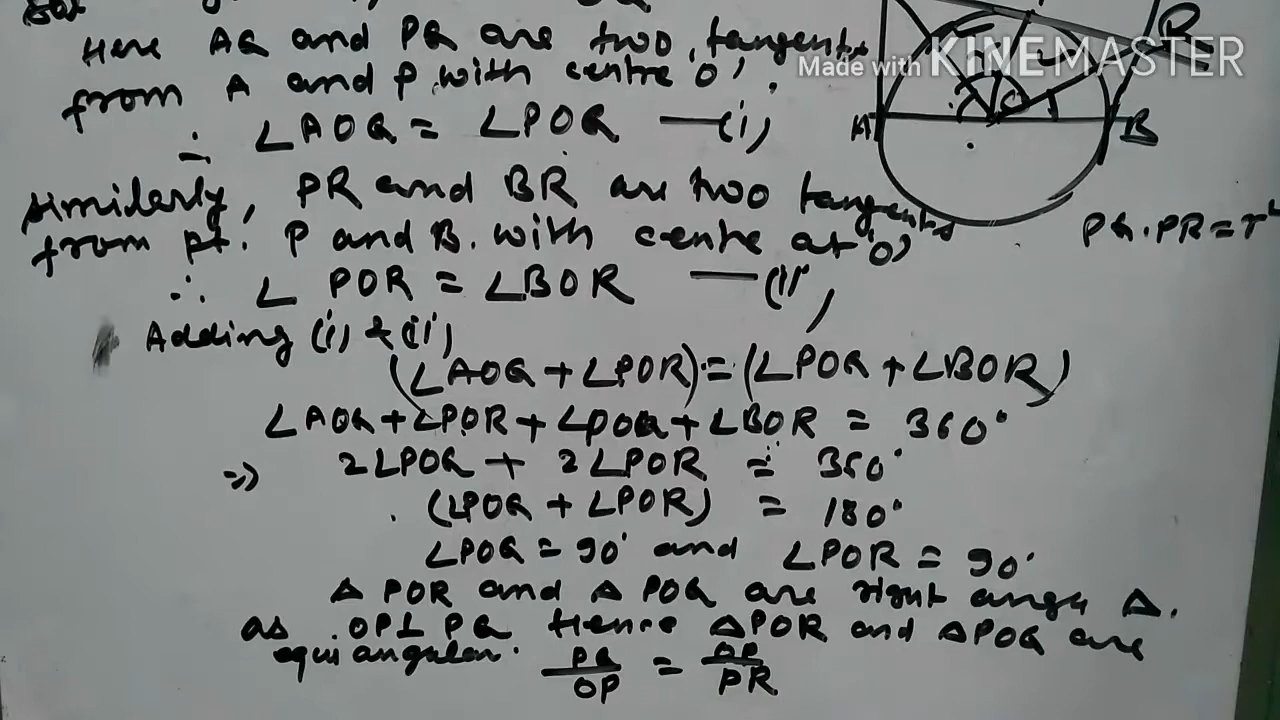 Here AQ and PQ are two tangents
from A and P with centre 'O'.
∴ ∠AOQ = ∠POQ —(i)
Similarly, PR and BR are two tangents
from pt. P and B. with centre at 'O'
∴ ∠ POR = ∠BOR —(ii)
Adding (i) & (ii)
(∠AOQ + ∠POR) = (∠POQ + ∠BOR)
∠AOQ + ∠POR + ∠POQ + ∠BOR = 360°
⇒ 2∠POQ + 2∠POR = 360°
(∠POQ + ∠POR) = 180°
∠POQ = 90° and ∠POR = 90°
Δ POR and Δ POQ are right angle Δ.
as OP⊥PQ Hence ΔPOR and ΔPOQ are
equiangular. PQ/OP = OP/PR
Made with KINEMASTER
R
A
O
B
PQ.PR = r²